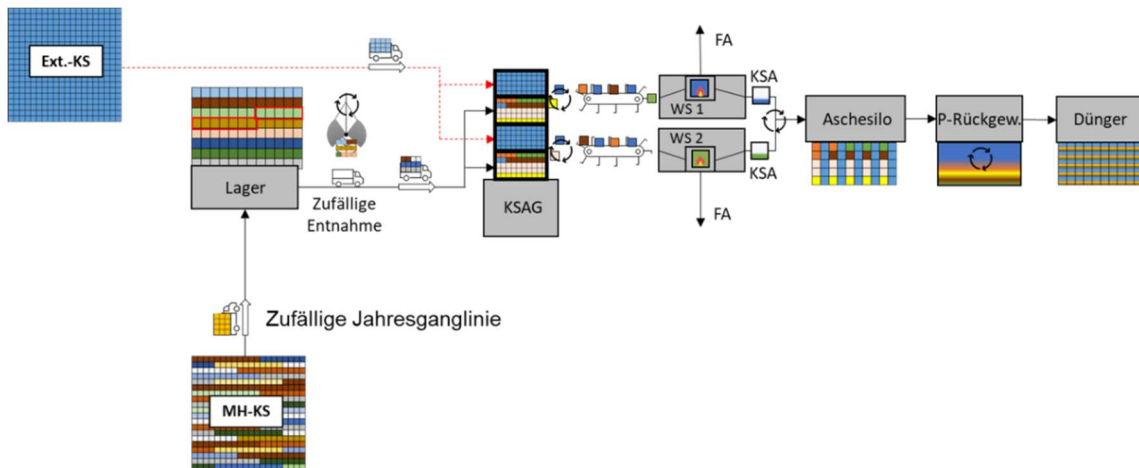 Ext.-KS
FA
KSA
WS 1
Aschesilo
P-Rückgew.
Dünger
WS 2
KSA
Lager
Zufällige
Entnahme
KSAG
FA
Zufällige Jahresganglinie
MH-KS